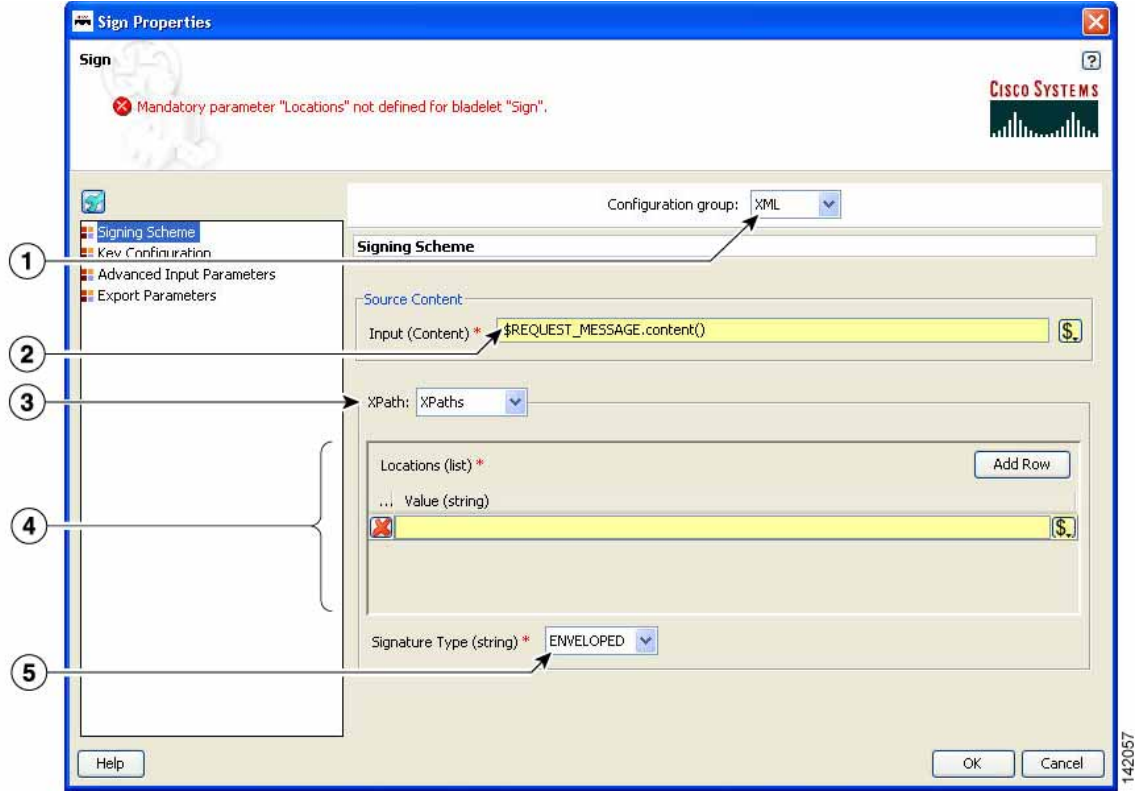 Sign Properties
Sign
Mandatory parameter "Locations" not defined for bladelet "Sign".
CISCO SYSTEMS
Configuration group: XML
Signing Scheme
Key Configuration
Advanced Input Parameters
Export Parameters
Signing Scheme
1
Source Content
Input (Content) * $REQUEST_MESSAGE.content() $
2
3
XPath: XPaths
Locations (list) * Add Row
... Value (string)
4
$
Signature Type (string) * ENVELOPED
5
Help OK Cancel
142057